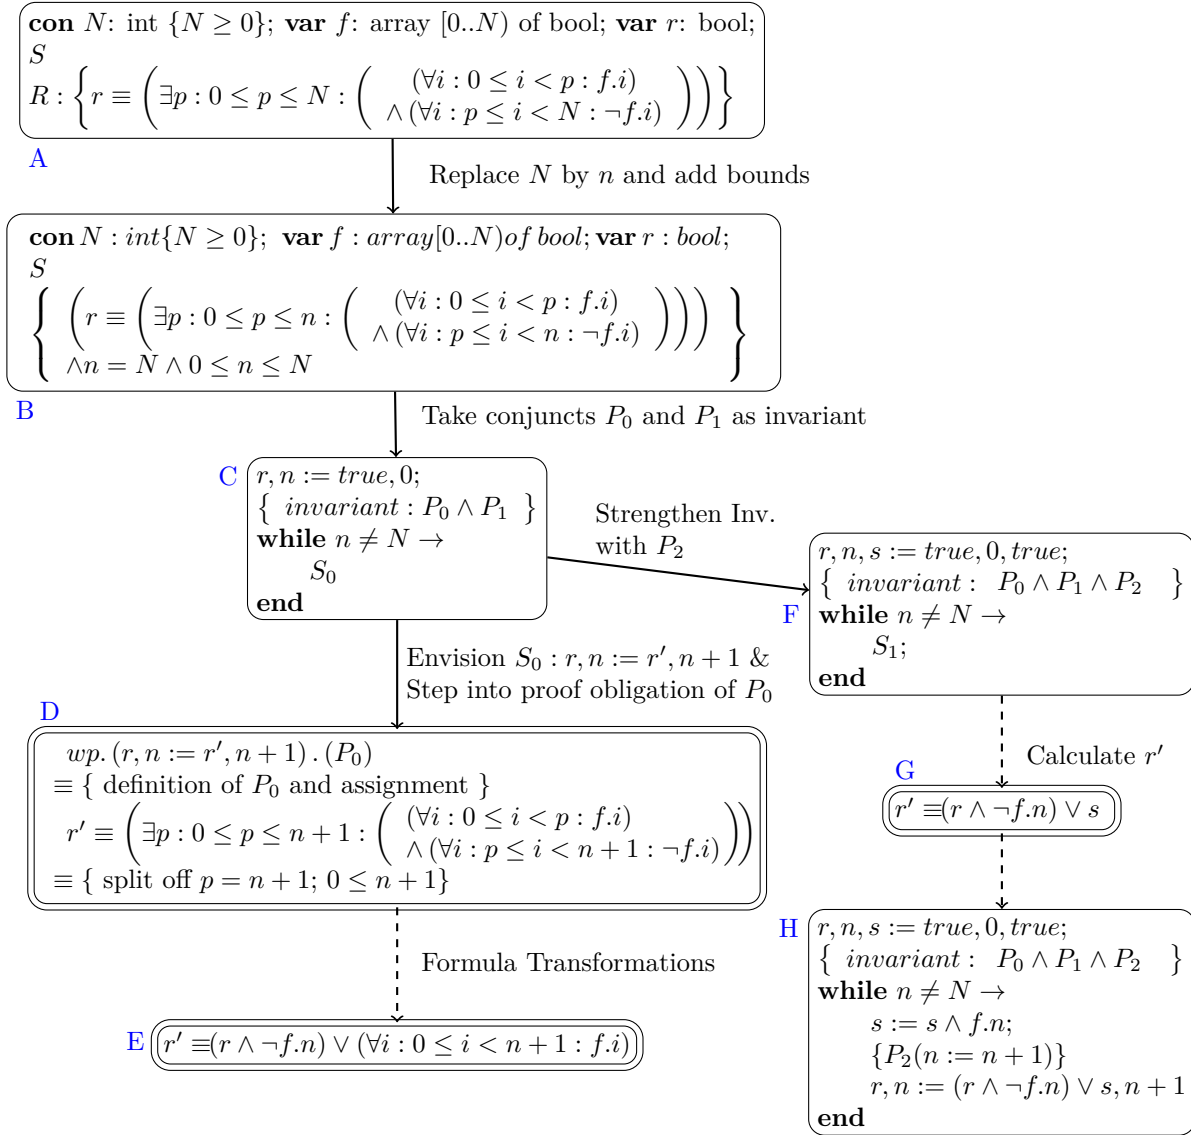 con N: int {N ≥ 0}; var f: array [0..N) of bool; var r: bool;
S
R : {r ≡ (∃p : 0 ≤ p ≤ N : ( (∀i : 0 ≤ i < p : f.i)
∧ (∀i : p ≤ i < N : ¬f.i) ))}
A
Replace N by n and add bounds
con N : int{N ≥ 0}; var f : array[0..N)of bool; var r : bool;
S
{ (r ≡ (∃p : 0 ≤ p ≤ n : ( (∀i : 0 ≤ i < p : f.i)
∧ (∀i : p ≤ i < n : ¬f.i) )))
∧n = N ∧ 0 ≤ n ≤ N }
B
Take conjuncts P₀ and P₁ as invariant
C
r, n := true, 0;
{ invariant : P₀ ∧ P₁ }
while n ≠ N →
S₀
end
Strengthen Inv.
with P₂
F
r, n, s := true, 0, true;
{ invariant : P₀ ∧ P₁ ∧ P₂ }
while n ≠ N →
S₁;
end
Envision S₀ : r, n := r′, n + 1 &
Step into proof obligation of P₀
D
wp. (r, n := r′, n + 1) . (P₀)
≡ { definition of P₀ and assignment }
r′ ≡ (∃p : 0 ≤ p ≤ n + 1 : ( (∀i : 0 ≤ i < p : f.i)
∧ (∀i : p ≤ i < n + 1 : ¬f.i) ))
≡ { split off p = n + 1; 0 ≤ n + 1}
Calculate r′
G
r′ ≡(r ∧ ¬f.n) ∨ s
Formula Transformations
E
r′ ≡(r ∧ ¬f.n) ∨ (∀i : 0 ≤ i < n + 1 : f.i)
H
r, n, s := true, 0, true;
{ invariant : P₀ ∧ P₁ ∧ P₂ }
while n ≠ N →
s := s ∧ f.n;
{P₂(n := n + 1)}
r, n := (r ∧ ¬f.n) ∨ s, n + 1
end